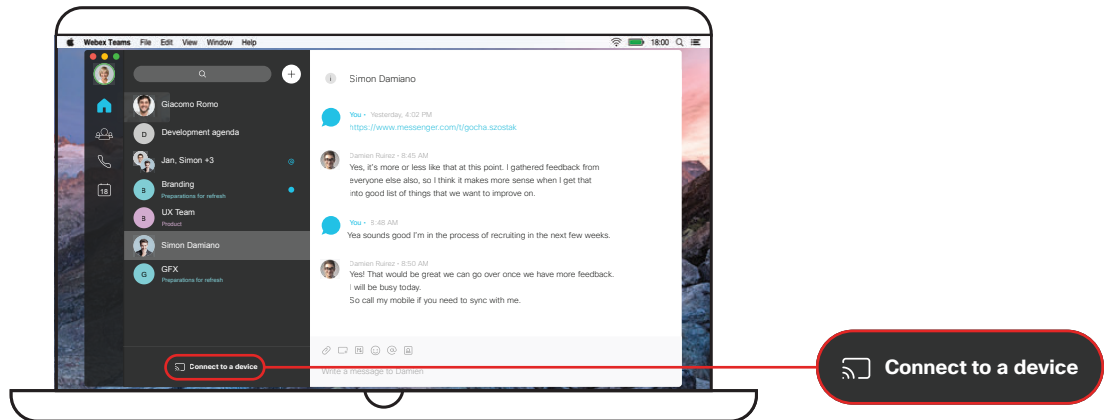 Webex Teams File Edit View Window Help 18:00
Simon Damiano
Giacomo Romo
D Development agenda
Jan, Simon +3 @
B Branding
Preparations for refresh
B UX Team
Product
Simon Damiano
G GFX
Preparations for refresh
18
Connect to a device
You • Yesterday, 4:02 PM
https://www.messenger.com/t/gocha.szostak
Damien Ruirez • 8:45 AM
Yes, it's more or less like that at this point. I gathered feedback from
everyone else also, so I think it makes more sense when I get that
into good list of things that we want to improve on.
You • 8:48 AM
Yea sounds good I'm in the process of recruiting in the next few weeks.
Damien Ruirez • 8:50 AM
Yes! That would be great we can go over once we have more feedback.
I will be busy today.
So call my mobile if you need to sync with me.
Write a message to Damien
Connect to a device